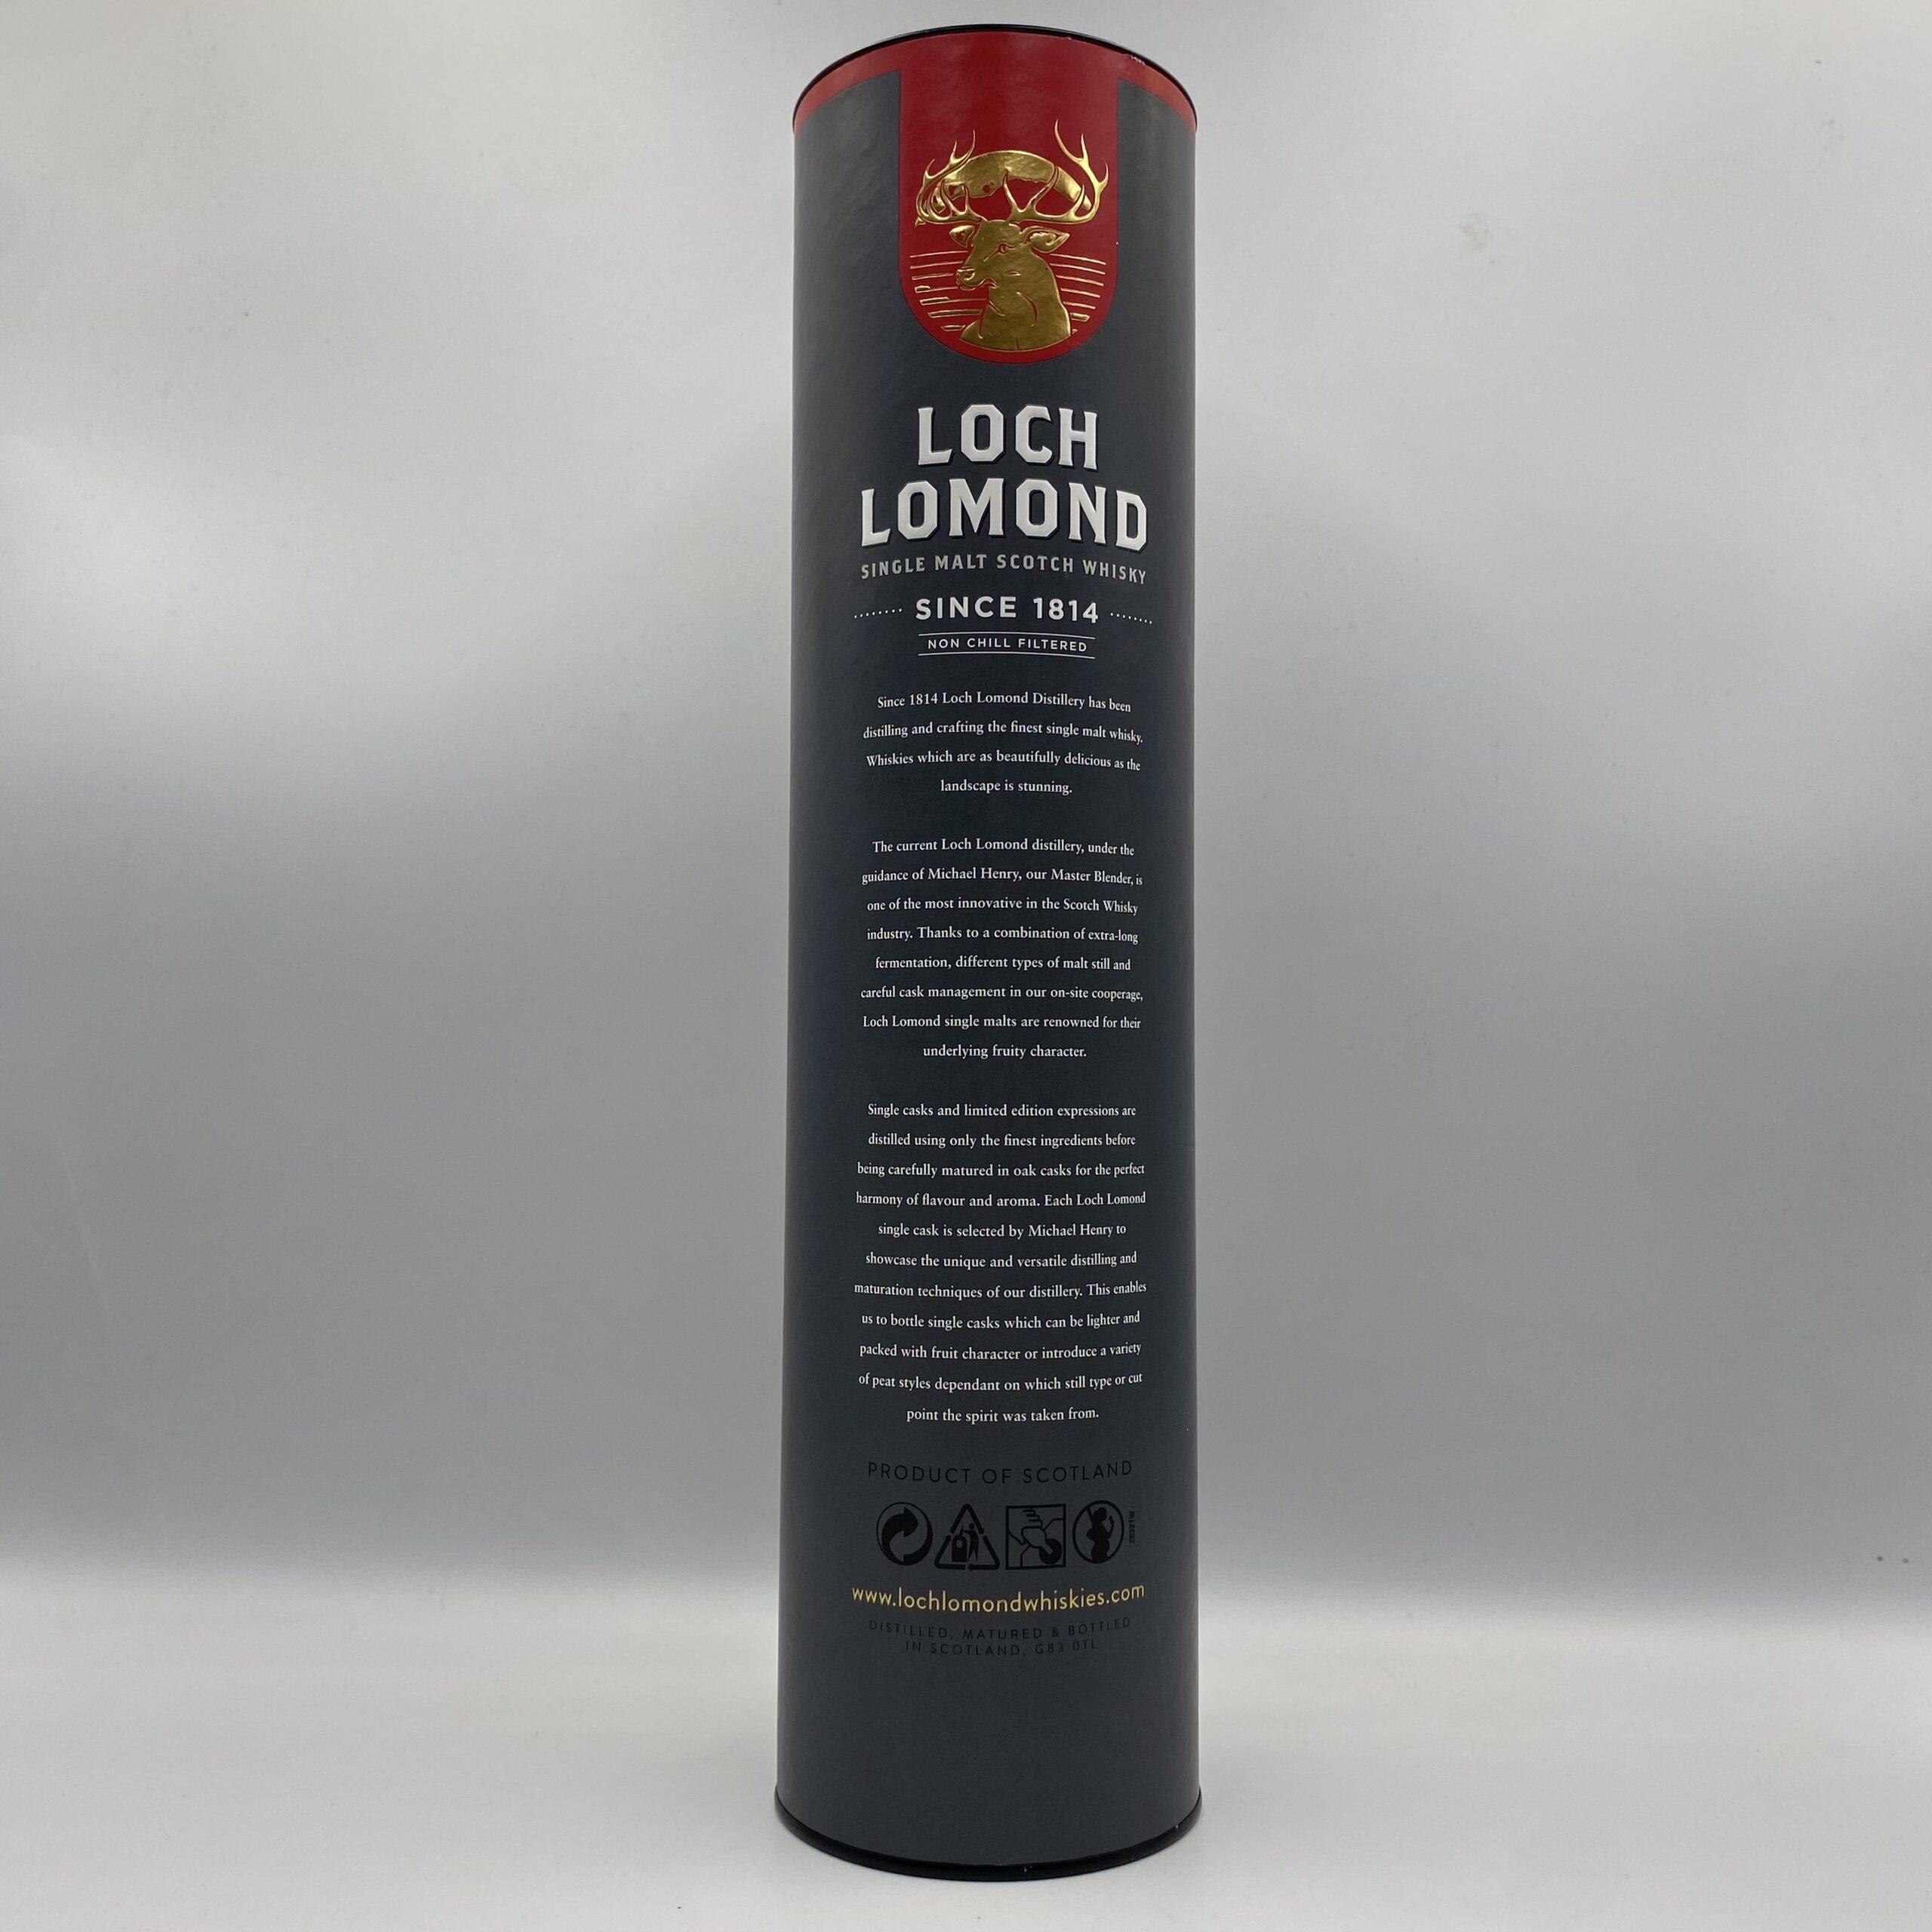 LOCH
LOMOND
SINGLE MALT SCOTCH WHISKY
SINCE 1814
NON CHILL FILTERED
Since 1814 Loch Lomond Distillery has been
distilling and crafting the finest single malt whisky.
Whiskies which are as beautifully delicious as the
landscape is stunning.
The current Loch Lomond distillery, under the
guidance of Michael Henry, our Master Blender, is
one of the most innovative in the Scotch Whisky
industry. Thanks to a combination of extra-long
fermentation, different types of malt still and
careful cask management in our on-site cooperage,
Loch Lomond single malts are renowned for their
underlying fruity character.
Single casks and limited edition expressions are
distilled using only the finest ingredients before
being carefully matured in oak casks for the perfect
harmony of flavour and aroma. Each Loch Lomond
single cask is selected by Michael Henry to
showcase the unique and versatile distilling and
maturation techniques of our distillery. This enables
us to bottle single casks which can be lighter and
packed with fruit character or introduce a variety
of peat styles dependant on which still type or cut
point the spirit was taken from.
PRODUCT OF SCOTLAND
www.lochlomondwhiskies.com
DISTILLED, MATURED & BOTTLED
IN SCOTLAND, G83 0TL